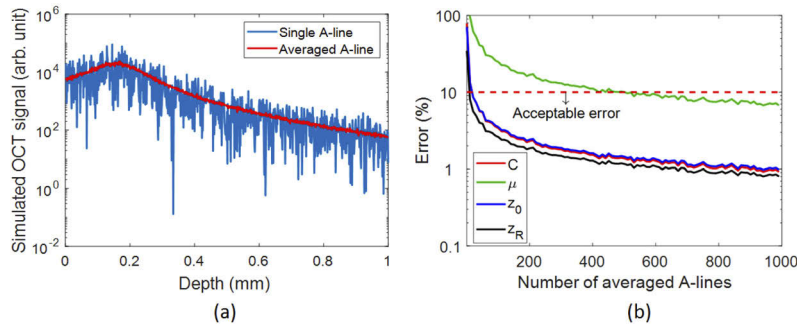 Simulated OCT signal (arb. unit)
10^6
10^4
10^2
10^0
10^-2
Single A-line
Averaged A-line
0
0.2
0.4
0.6
0.8
1
Depth (mm)
(a)
Error (%)
100
10
1
0.1
Acceptable error
C
μ
z_0
z_R
200
400
600
800
1000
Number of averaged A-lines
(b)